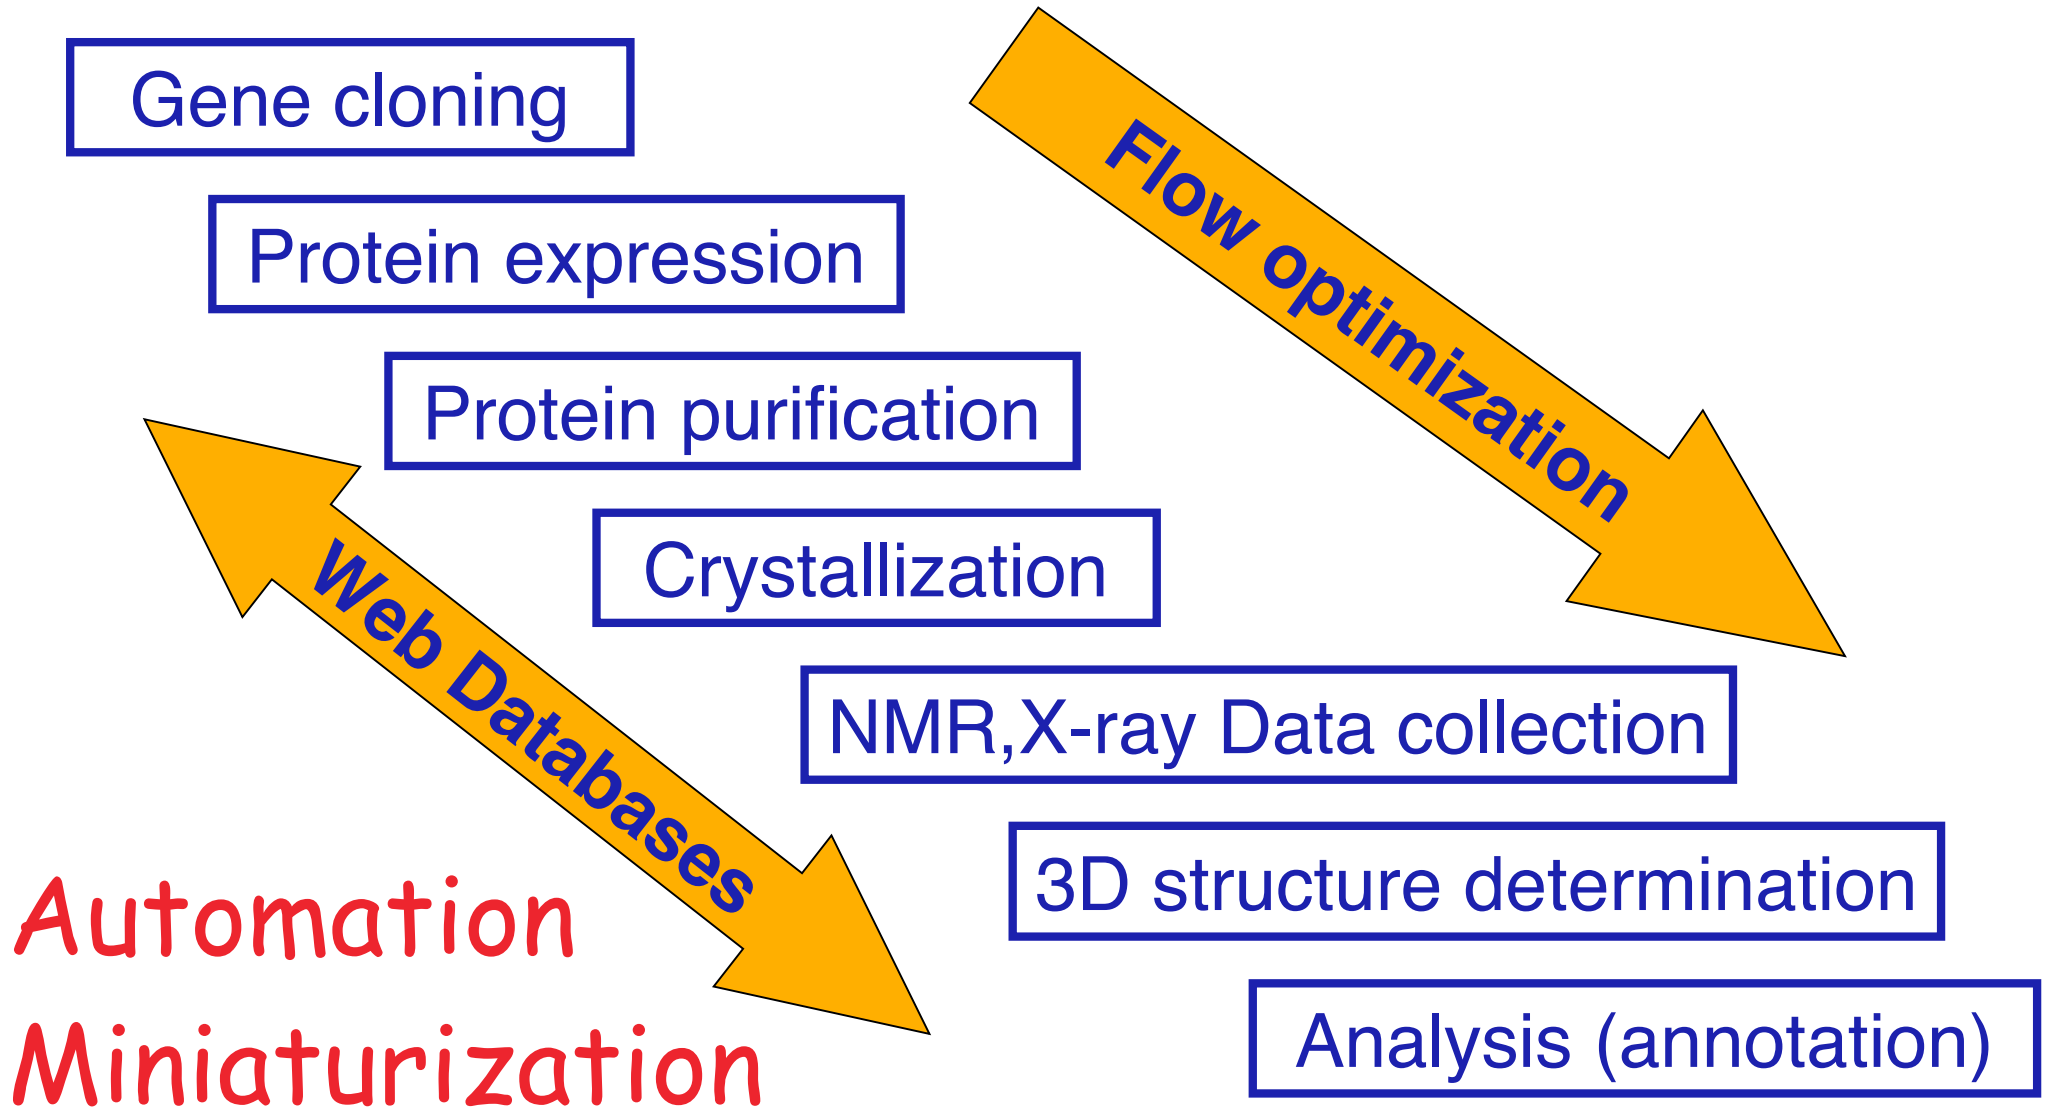 Gene cloning
Protein expression
Protein purification
Crystallization
NMR,X-ray Data collection
3D structure determination
Analysis (annotation)
Flow optimization
Web Databases
Automation
Miniaturization